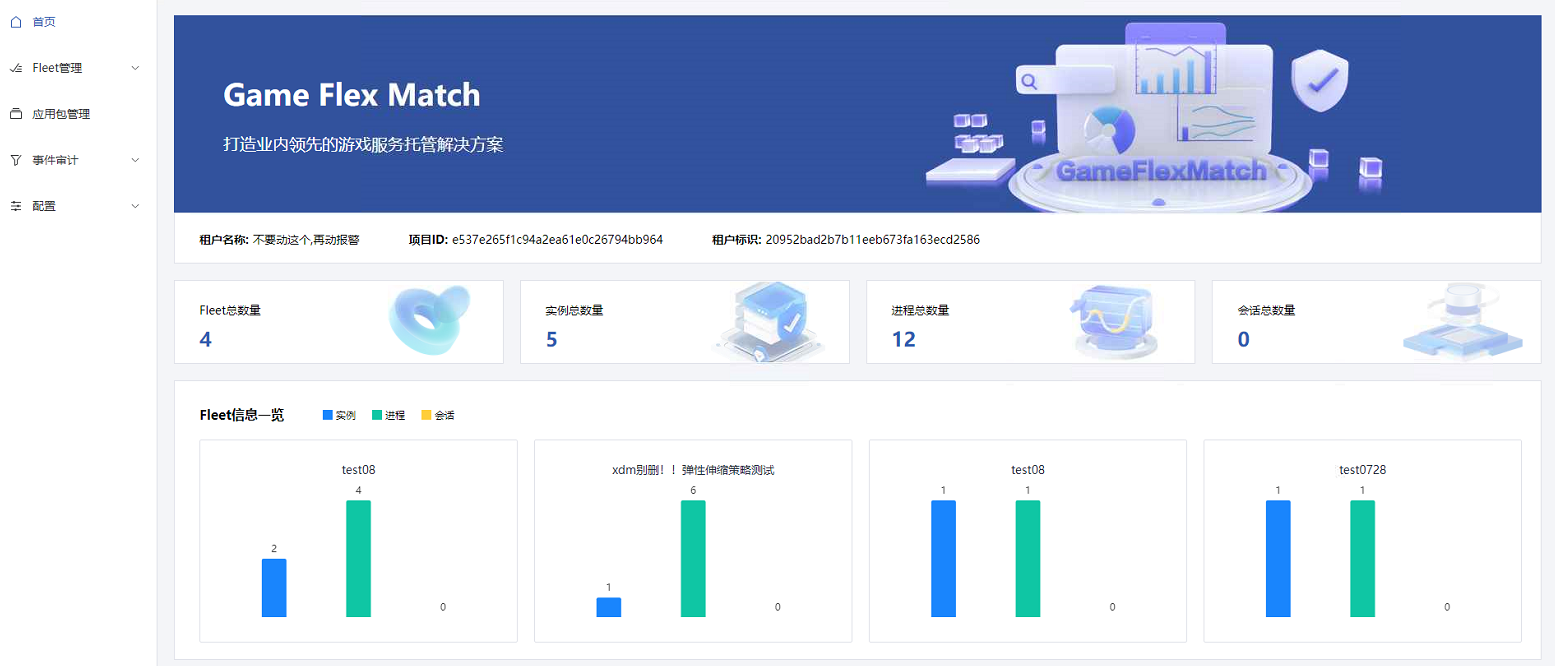 首页
Fleet管理
应用包管理
事件审计
配置
Game Flex Match
打造业内领先的游戏服务托管解决方案
GameFlexMatch
租户名称: 不要动这个,再动报警 项目ID: e537e265f1c94a2ea61e0c26794bb964 租户标识: 20952bad2b7b11eeb673fa163ecd2586
Fleet总数量 实例总数量 进程总数量 会话总数量
4 5 12 0
Fleet信息一览 实例 进程 会话
test08 xdm别删！！弹性伸缩策略测试 test08 test0728
4 6 1 1 1 1
2
1
0 0 0 0